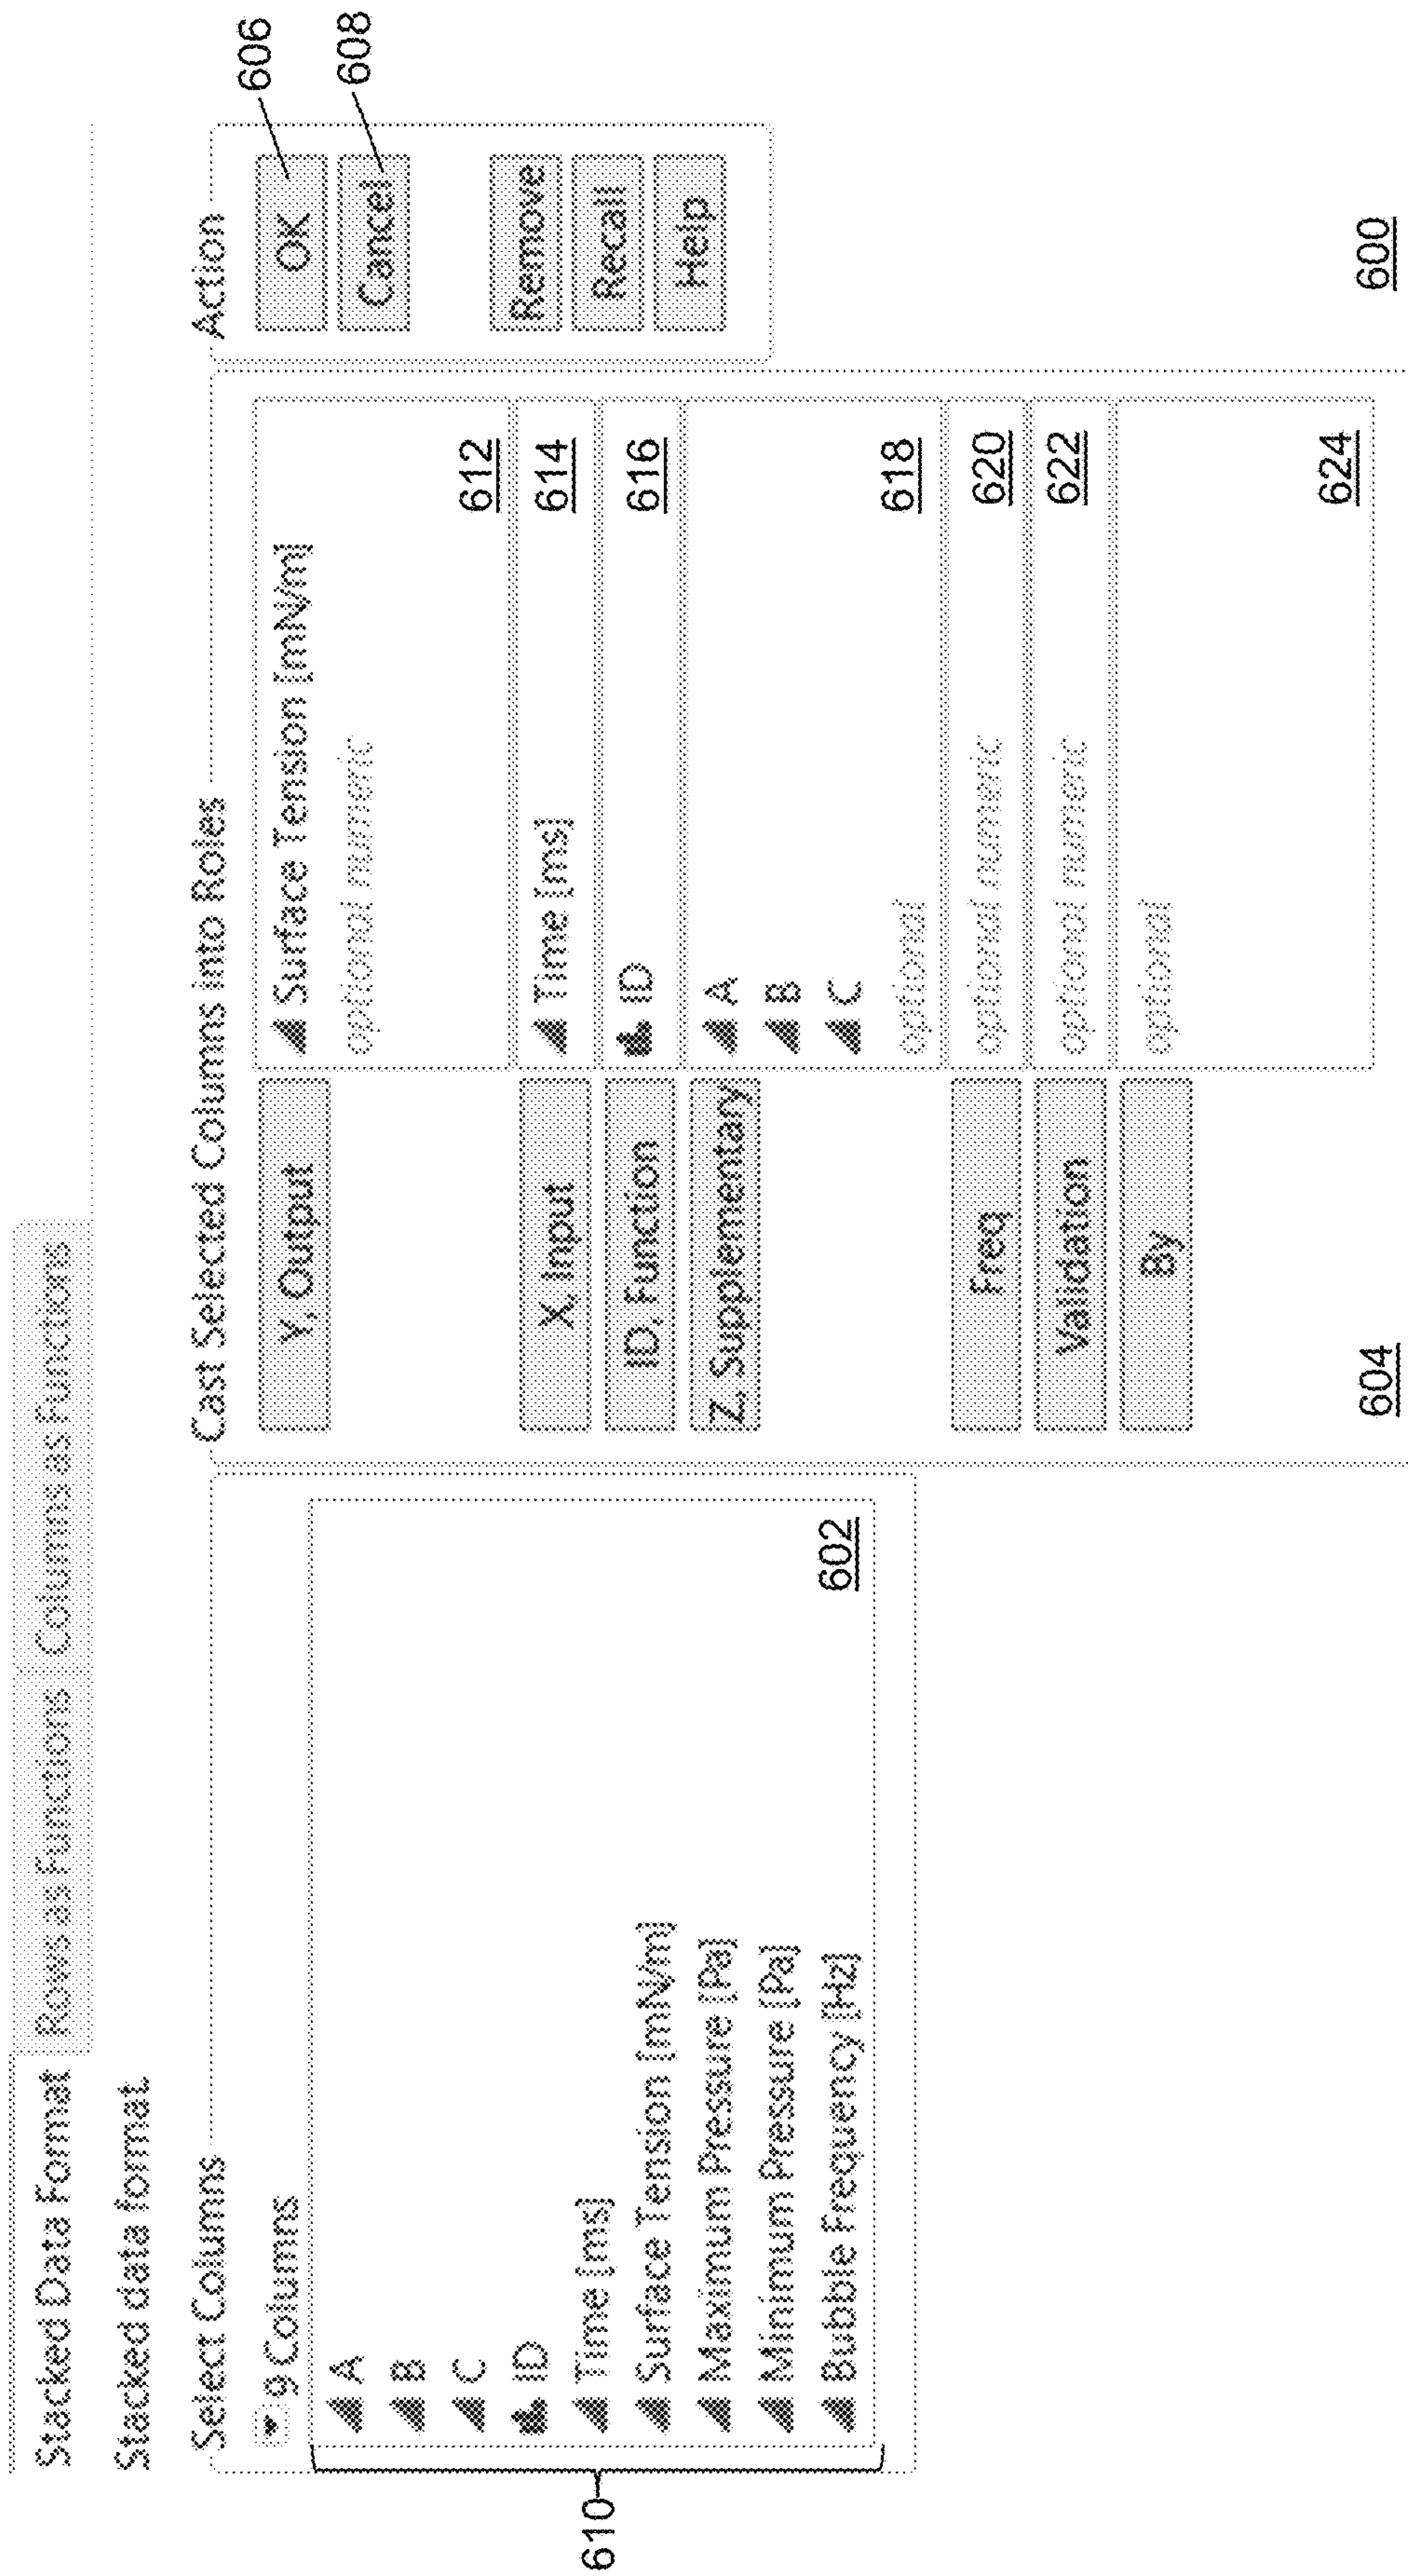 Stacked Data Format Rows as Functions Columns as Functions
Stacked data format
Select Columns
9 Columns
A
B
C
ID
Time [ms]
Surface Tension [mN/m]
Maximum Pressure [Pa]
Minimum Pressure [Pa]
Bubble Frequency [Hz]
610
602
Cast Selected Columns into Roles
Y, Output
Surface Tension [mN/m]
optional numeric
612
X, Input
Time [ms]
614
ID, Function
ID
616
Z, Supplementary
A
B
C
optional
618
Freq
optional numeric
620
Validation
optional numeric
622
By
optional
624
604
Action
OK
606
Cancel
608
Remove
Recall
Help
600